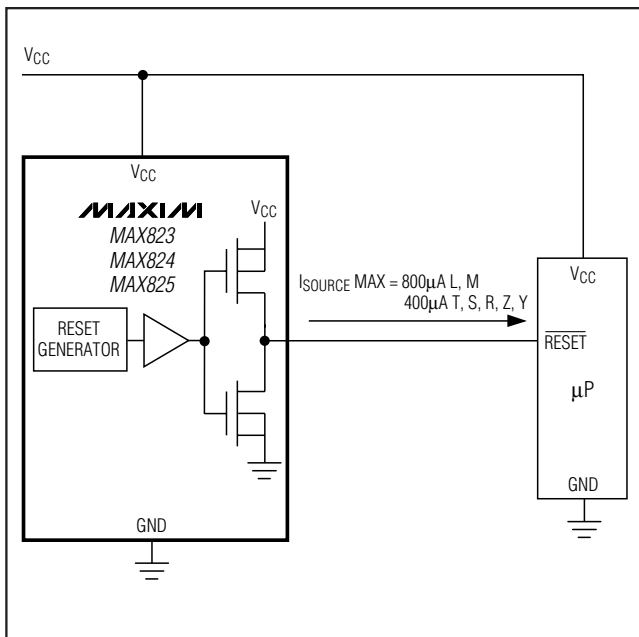 VCC
VCC
MAXIM
MAX823
MAX824
MAX825
VCC
RESET
GENERATOR
ISOURCE MAX = 800μA L, M
400μA T, S, R, Z, Y
VCC
RESET
μP
GND
GND